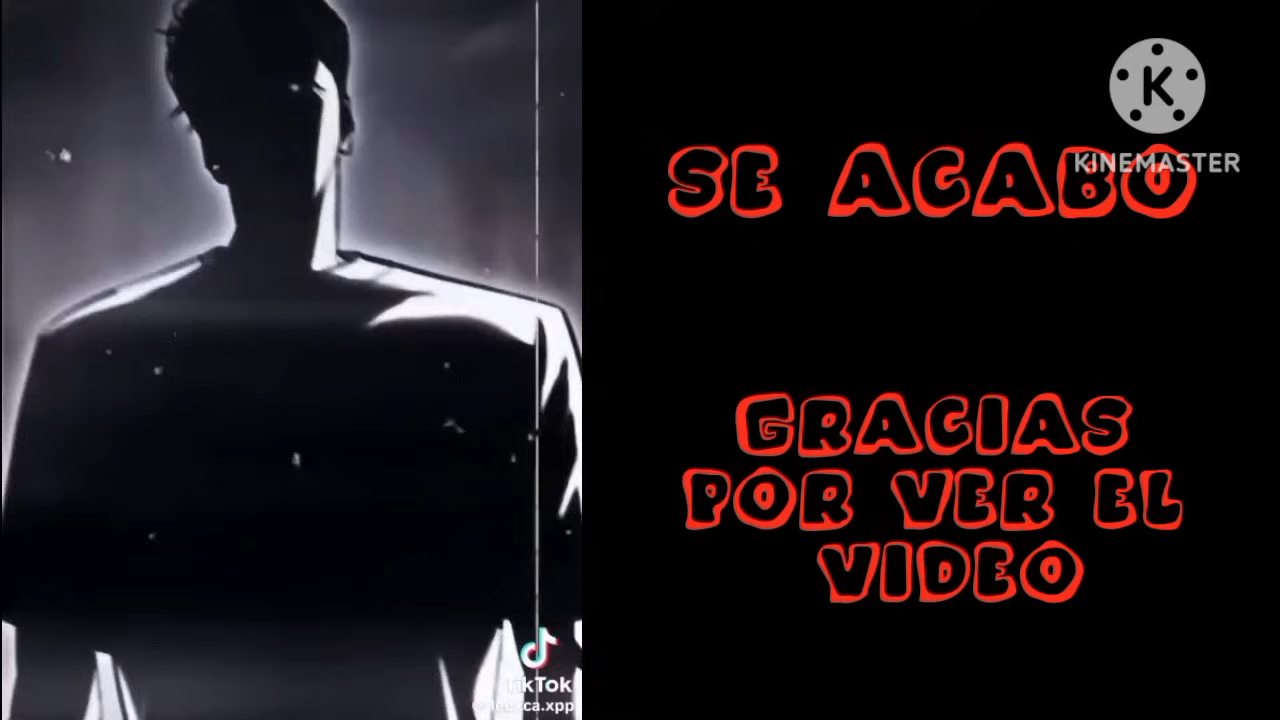 KINEMASTER
SE ACABO
GRACIAS
POR VER EL
VIDEO
TikTok